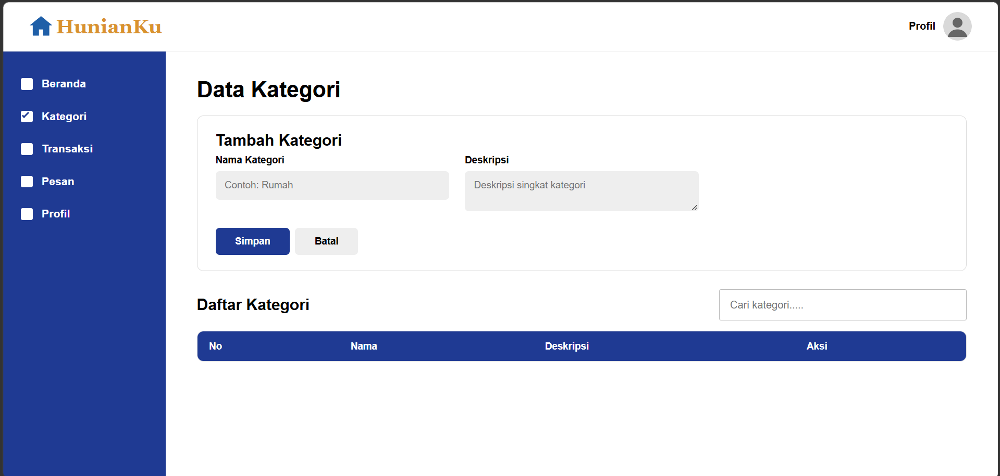 HunianKu
Profil
Beranda
Kategori
Transaksi
Pesan
Profil
Data Kategori
Tambah Kategori
Nama Kategori
Deskripsi
Contoh: Rumah
Deskripsi singkat kategori
Simpan
Batal
Daftar Kategori
Cari kategori.....
No
Nama
Deskripsi
Aksi